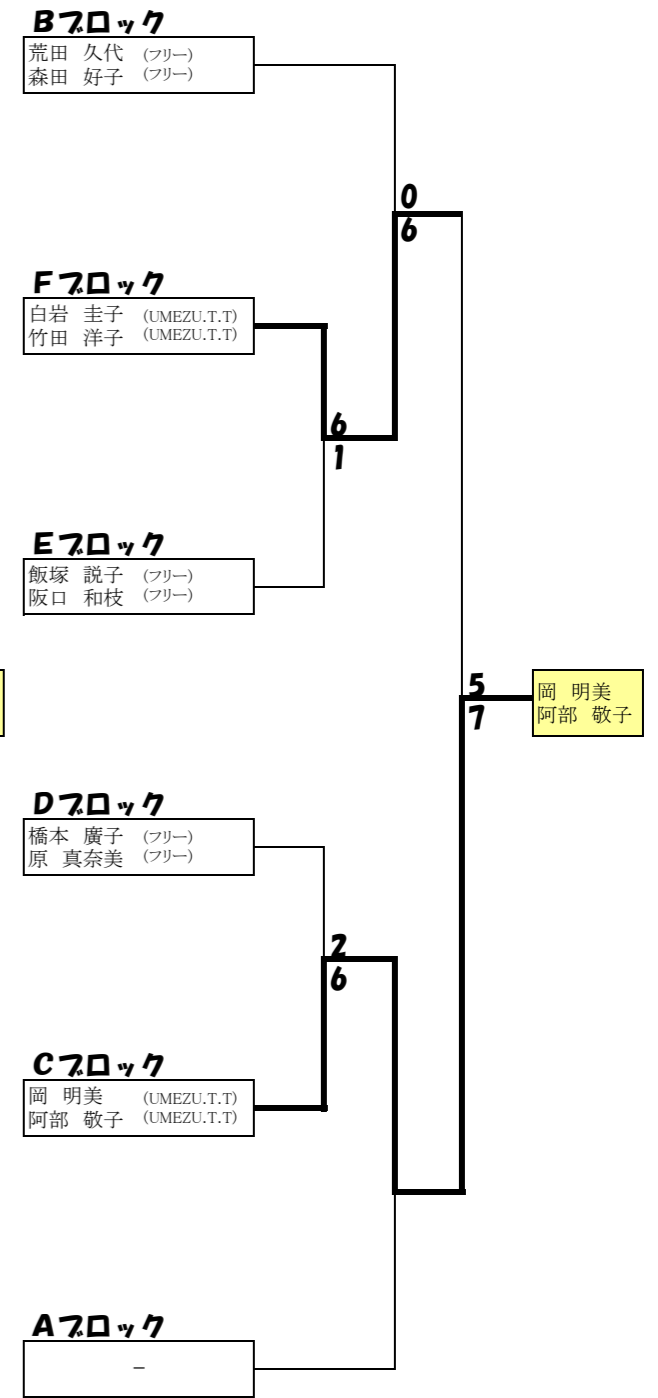 Bブロック
荒田 久代 (フリー)
森田 好子 (フリー)
0
6
Fブロック
白岩 圭子 (UMEZU.T.T)
竹田 洋子 (UMEZU.T.T)
6
1
Eブロック
飯塚 説子 (フリー)
阪口 和枝 (フリー)
5
7
岡 明美
阿部 敬子
Dブロック
橋本 廣子 (フリー)
原 真奈美 (フリー)
2
6
Cブロック
岡 明美 (UMEZU.T.T)
阿部 敬子 (UMEZU.T.T)
Aブロック
-